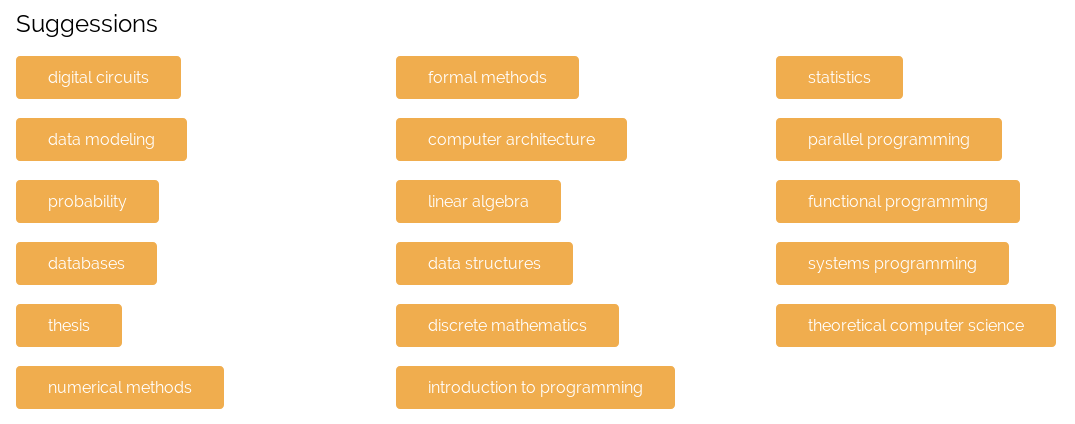 Suggessions
digital circuits
formal methods
statistics
data modeling
computer architecture
parallel programming
probability
linear algebra
functional programming
databases
data structures
systems programming
thesis
discrete mathematics
theoretical computer science
numerical methods
introduction to programming